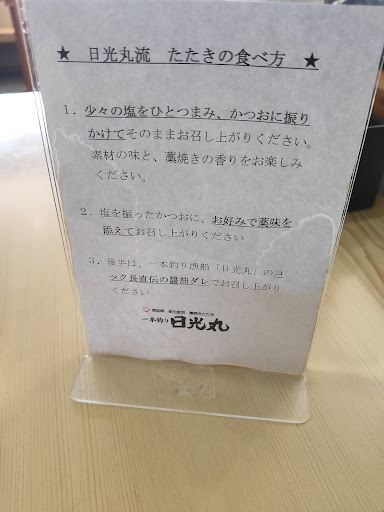 ★ 日光丸流 たたきの食べ方 ★
1．少々の塩をひとつまみ、かつおに振り
かけてそのままお召し上がりください。
素材の味と、藁焼きの香りをお楽しみ
ください。
2．塩を振ったかつおに、お好みで薬味を
添えてお召し上がりください
3．後半は、一本釣り漁船「日光丸」のコ
ック長直伝の醤油ダレでお召し上がり
ください
一本釣り 日光丸